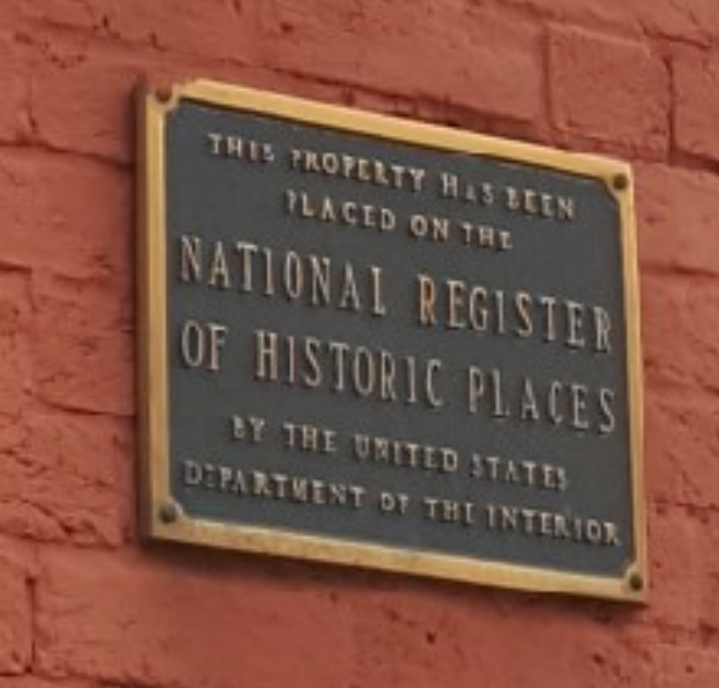 THIS PROPERTY HAS BEEN
PLACED ON THE
NATIONAL REGISTER
OF HISTORIC PLACES
BY THE UNITED STATES
DEPARTMENT OF THE INTERIOR